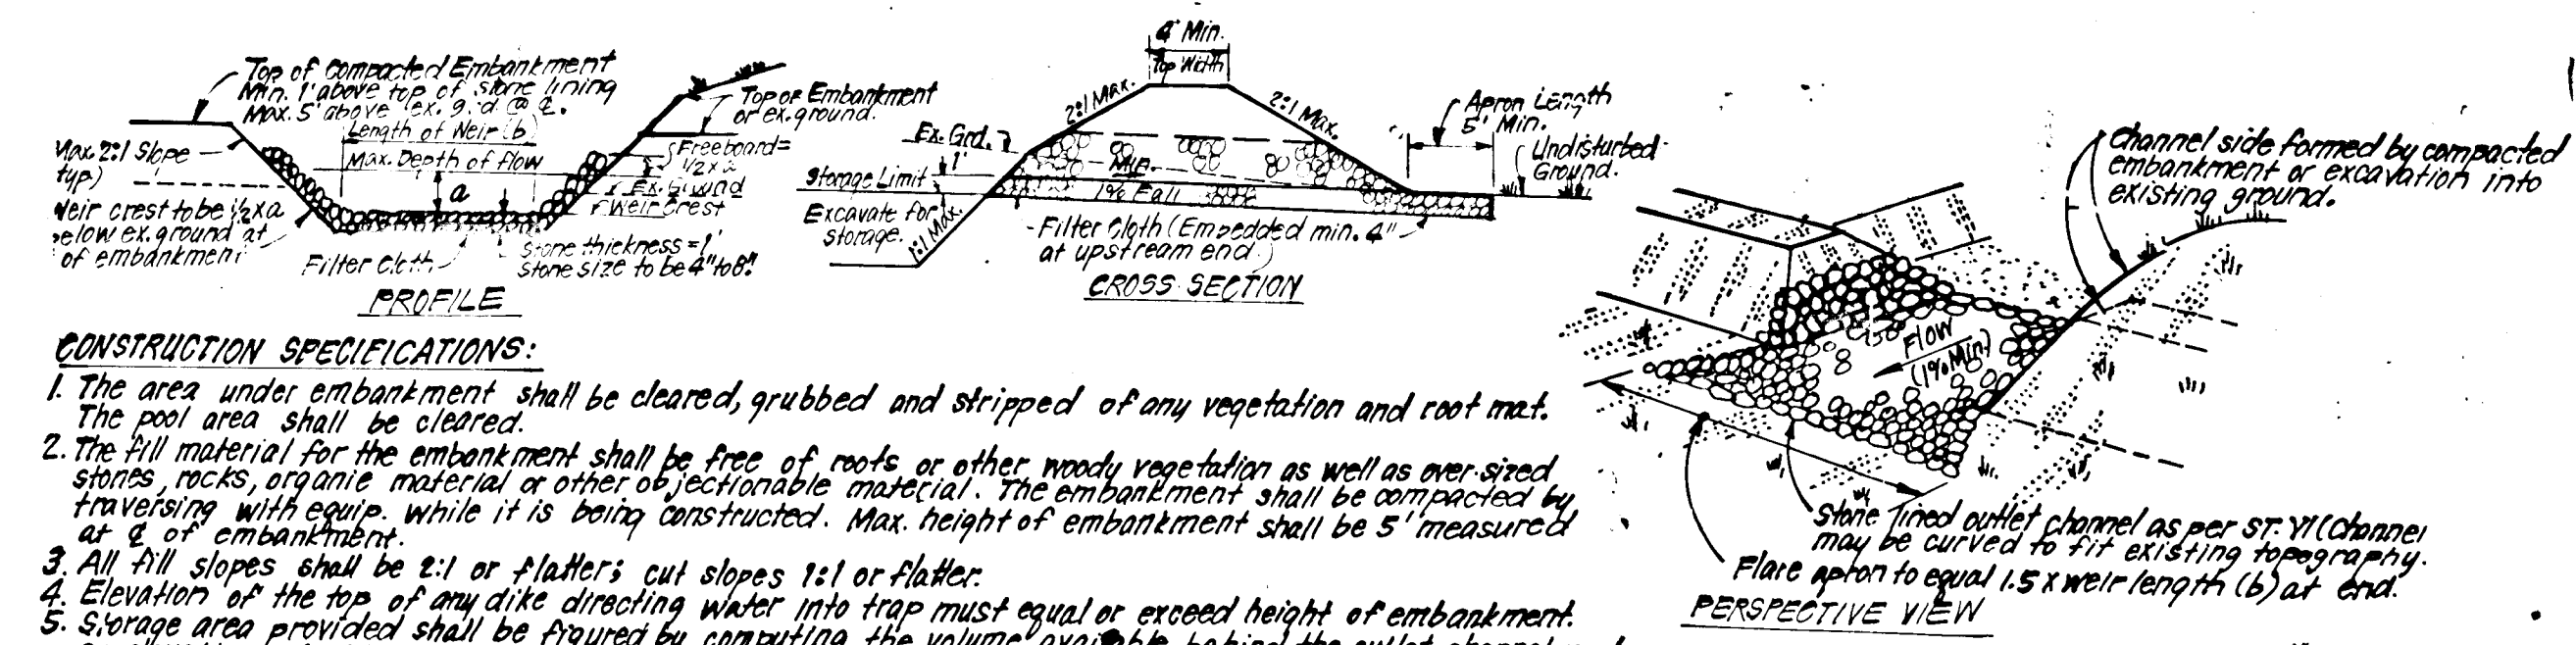 Top of Compacted Embankment
Min. 1' above top of stone lining
Max. 5' above ex. grd @ ℄.
Length of Weir (b)
Max. Depth of flow
Max. 2:1 Slope
typ.)
a
Weir crest to be ½xa
below ex. ground at
of embankment
Filter Cloth
Stone thickness = 1'
Stone size to be 4" to 8"
Top of Embankment
or ex. ground.
Freeboard =
Ex. Ground
Weir Crest
PROFILE
4' Min.
Top Width
2:1 Max.
2:1 Max.
Ex. Grd.
1'
Storage Limit
Min.
1% Fall
Excavate for
storage.
1:1 Max.
Apron Length
5' Min.
Undisturbed
Ground.
Filter Cloth (Embedded min. 4"
at upstream end)
CROSS SECTION
Channel side formed by compacted
embankment or excavation into
existing ground.
Flow
(1% Min.)
Stone lined outlet channel as per (Channel
may be curved to fit existing topography.
Flare apron to equal 1.5 x weir length (b) at end.
PERSPECTIVE VIEW
CONSTRUCTION SPECIFICATIONS:
1. The area under embankment shall be cleared, grubbed and stripped of any vegetation and root mat.
The pool area shall be cleared.
2. The fill material for the embankment shall be free of roots or other woody vegetation as well as over-sized
stones, rocks, organic material or other objectionable material. The embankment shall be compacted by
traversing with equip. while it is being constructed. Max. height of embankment shall be 5' measured
at ℄ of embankment.
3. All fill slopes shall be 2:1 or flatter; cut slopes 1:1 or flatter.
4. Elevation of the top of any dike directing water into trap must equal or exceed height of embankment.
5. Storage area provided shall be figured by computing the volume available behind the outlet channel